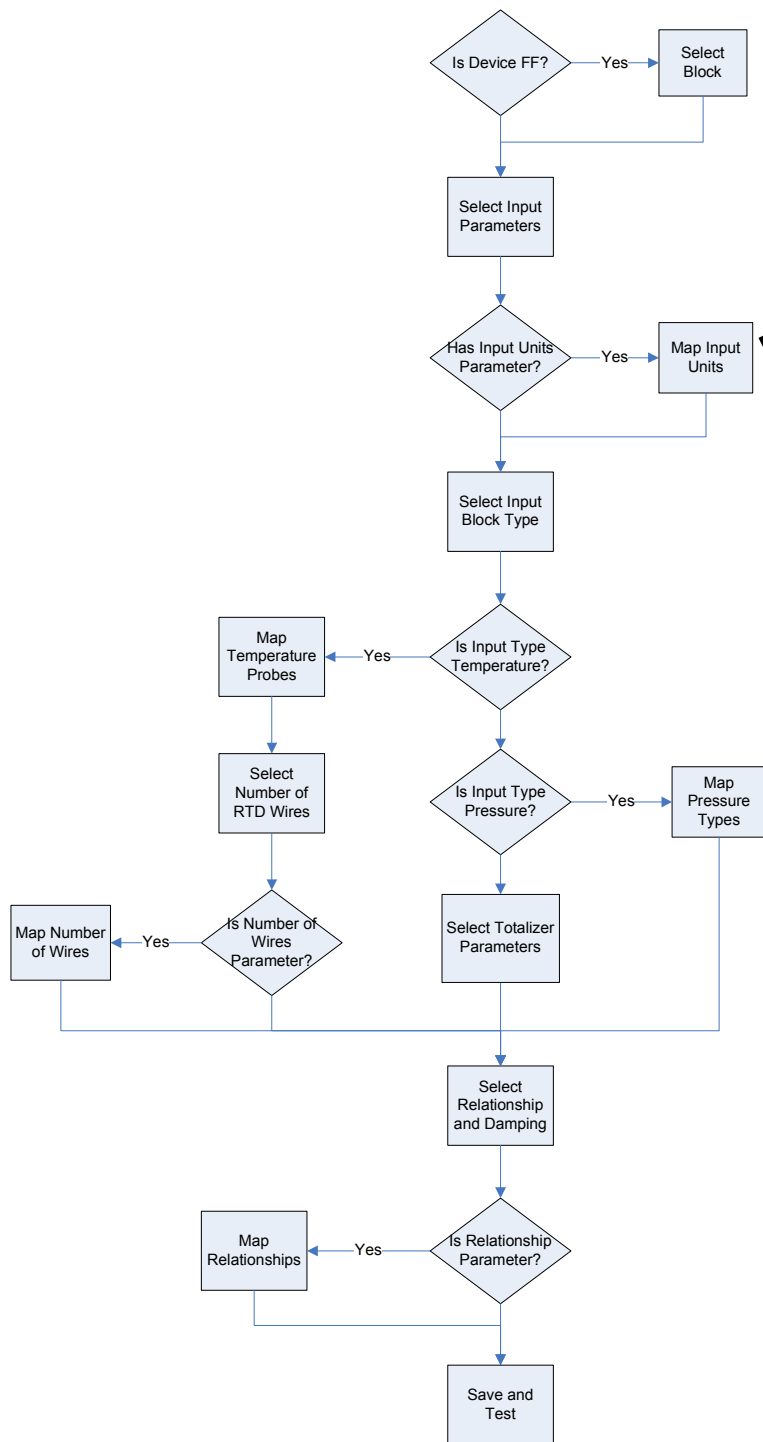 Is Device FF?
Yes
Select
Block
Select Input
Parameters
Has Input Units
Parameter?
Yes
Map Input
Units
Select Input
Block Type
Is Input Type
Temperature?
Yes
Map
Temperature
Probes
Select
Number of
RTD Wires
Is Input Type
Pressure?
Yes
Map
Pressure
Types
Is Number of
Wires
Parameter?
Yes
Map Number
of Wires
Select Totalizer
Parameters
Select
Relationship
and Damping
Is Relationship
Parameter?
Yes
Map
Relationships
Save and
Test